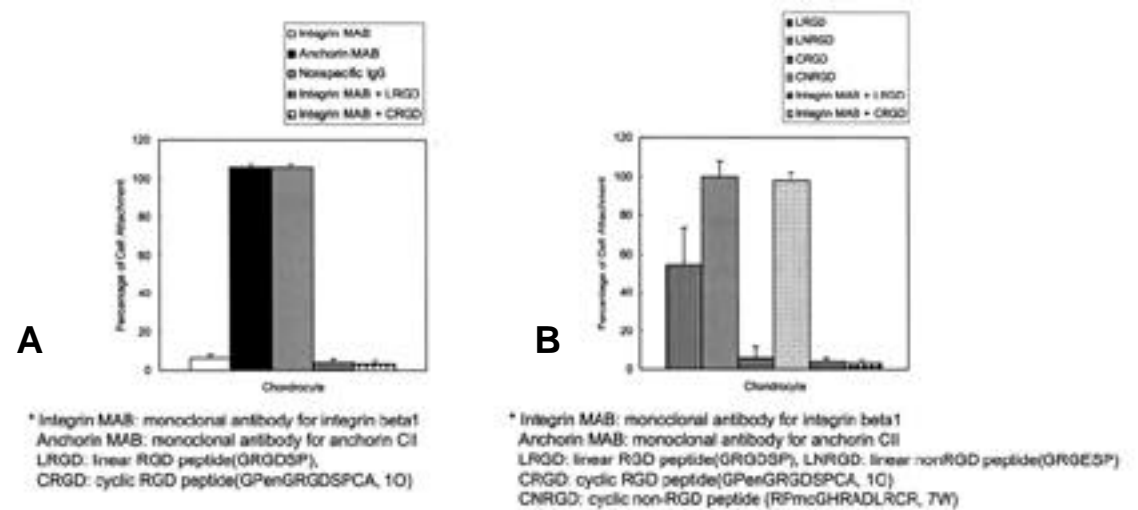 Integrin MAB
Anchorin MAB
Nonspecific IgG
Integrin MAB + LRGD
Integrin MAB + CRGD
120
100
80
60
40
20
0
Percentage of Cell Attachment
Chondrocyte
A
* Integrin MAB: monoclonal antibody for integrin beta1
Anchorin MAB: monoclonal antibody for anchorin CII
LRGD: linear RGD peptide(GRGDSP),
CRGD: cyclic RGD peptide(GPenGRGDSPCA, 1O)
LRGD
LNRGD
CRGD
CNRGD
Integrin MAB + LRGD
Integrin MAB + CRGD
120
100
80
60
40
20
0
Percentage of Cell Attachment
Chondrocyte
B
* Integrin MAB: monoclonal antibody for integrin beta1
Anchorin MAB: monoclonal antibody for anchorin CII
LRGD: linear RGD peptide(GRGDSP), LNRGD: linear nonRGD peptide(GRGESP)
CRGD: cyclic RGD peptide(GPenGRGDSPCA, 1O)
CNRGD: cyclic non-RGD peptide 7W)